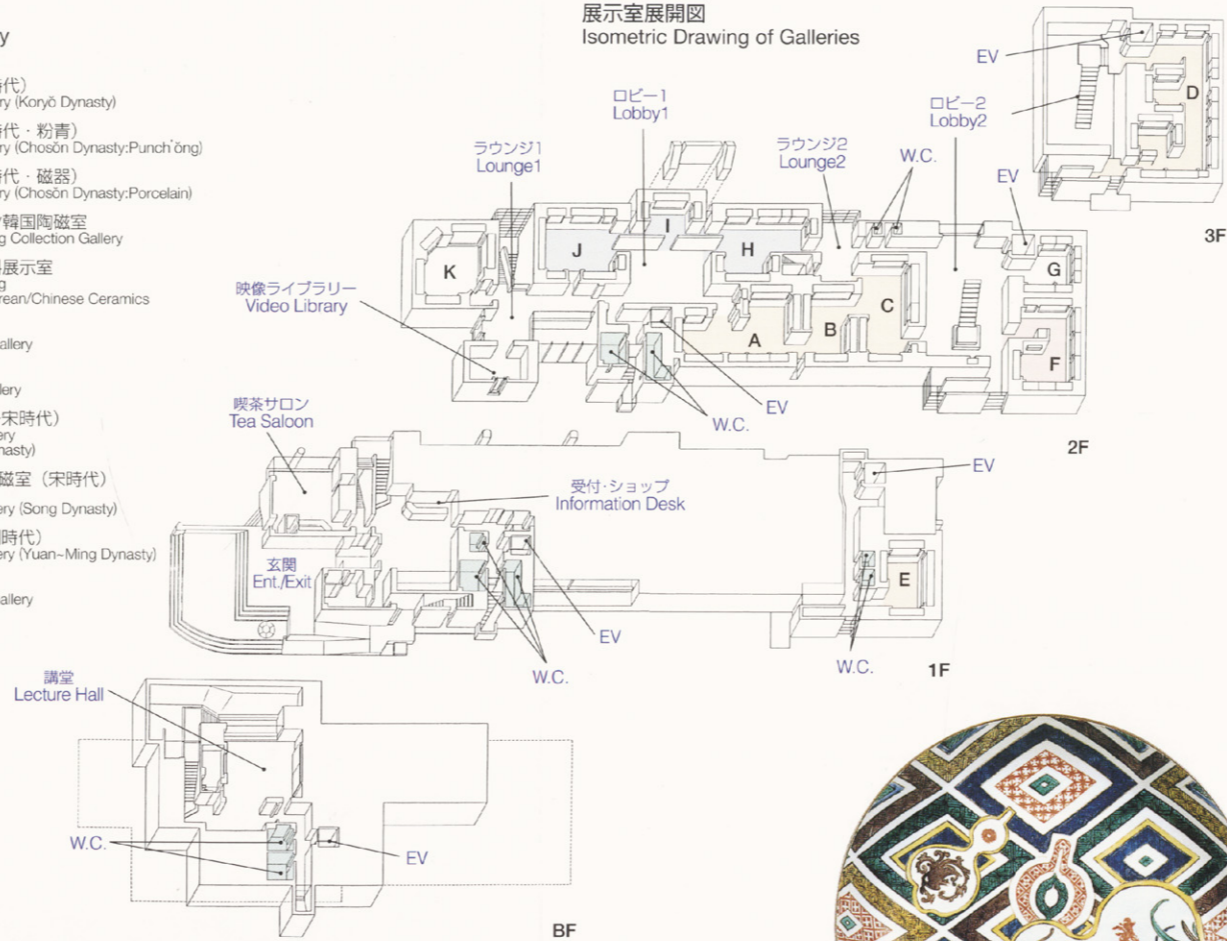 y
時代)
ry (Koryŏ Dynasty)
時代・粉青)
ry (Chosŏn Dynasty:Punch'ŏng)
時代・磁器)
ry (Chosŏn Dynasty:Porcelain)
韓国陶磁室
g Collection Gallery
展示室
g
rean/Chinese Ceramics
allery
lery
宋時代)
ery
nasty)
磁室(宋時代)
ery (Song Dynasty)
時代)
ery (Yuan~Ming Dynasty)
allery
展示室展開図
Isometric Drawing of Galleries
EV
D
ロビー2
Lobby2
3F
ロビー1
Lobby1
ラウンジ1
Lounge1
ラウンジ2
Lounge2
W.C.
EV
K
J
I
H
G
映像ライブラリー
Video Library
A
B
C
F
EV
W.C.
2F
喫茶サロン
Tea Saloon
受付・ショップ
Information Desk
EV
玄関
Ent./Exit
E
EV
W.C.
W.C.
1F
講堂
Lecture Hall
W.C.
EV
BF